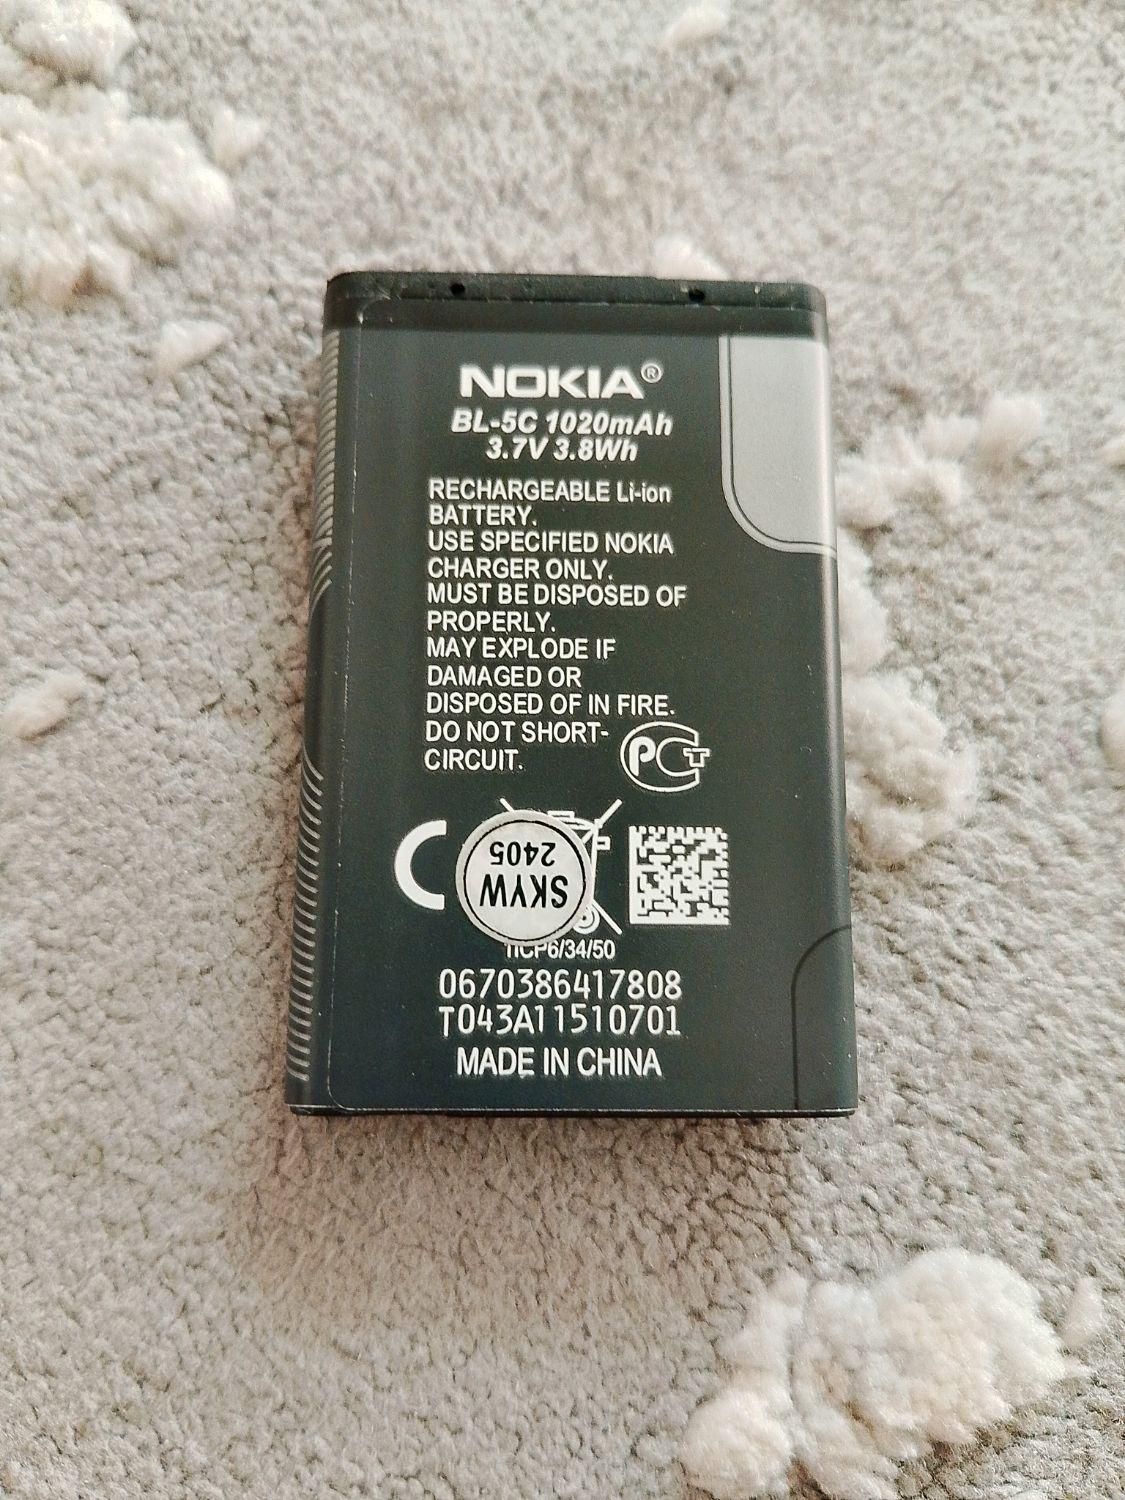 NOKIA®
BL-5C 1020mAh
3.7V 3.8Wh
RECHARGEABLE Li-ion
BATTERY.
USE SPECIFIED NOKIA
CHARGER ONLY.
MUST BE DISPOSED OF
PROPERLY.
MAY EXPLODE IF
DAMAGED OR
DISPOSED OF IN FIRE.
DO NOT SHORT-
CIRCUIT.
PCT
C
SKYW
2405
0670386417808
T043A11510701
MADE IN CHINA